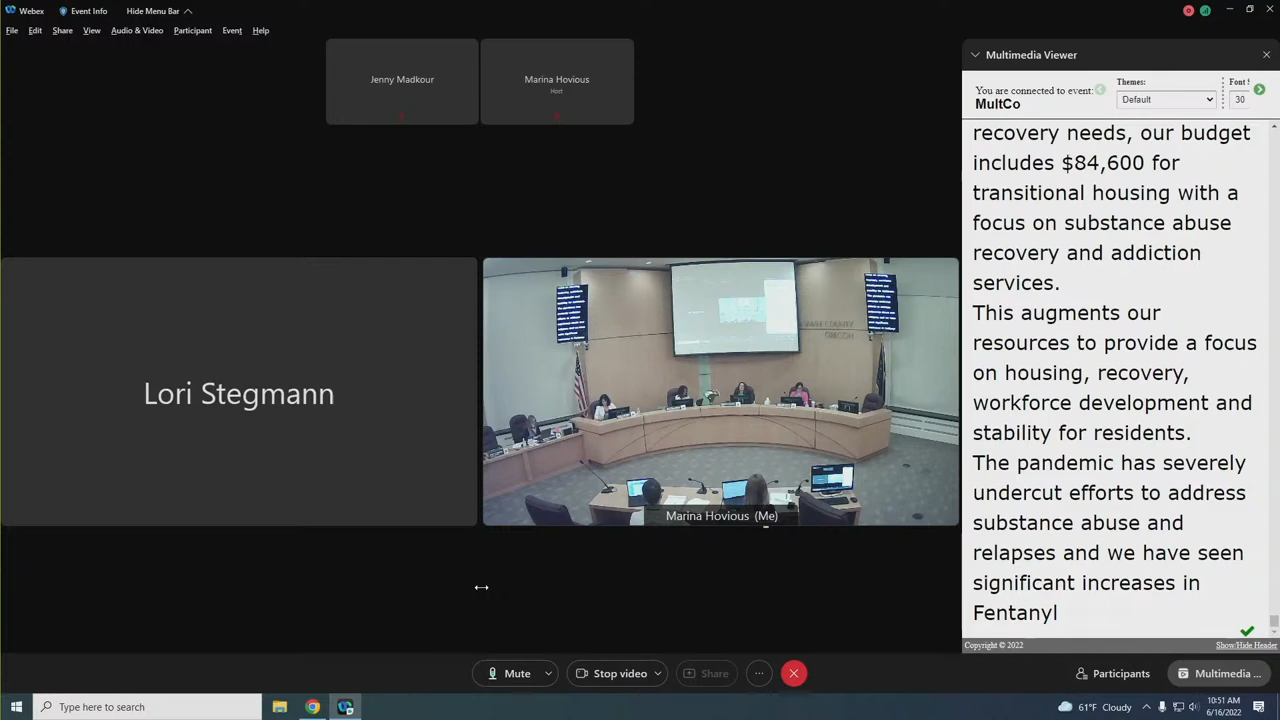 Webex
Event Info
Hide Menu Bar
File Edit Share View Audio & Video Participant Event Help
Jenny Madkour
Marina Hovious
Host
Lori Stegmann
COUNTY
OREGON
Marina Hovious (Me)
Multimedia Viewer
You are connected to event:
MultCo
Themes:
Default
Font S
30
recovery needs, our budget
includes $84,600 for
transitional housing with a
focus on substance abuse
recovery and addiction
services.
This augments our
resources to provide a focus
on housing, recovery,
workforce development and
stability for residents.
The pandemic has severely
undercut efforts to address
substance abuse and
relapses and we have seen
significant increases in
Fentanyl
Copyright © 2022
Show/Hide Header
Mute
Stop video
Share
Participants
Multimedia ...
Type here to search
61°F Cloudy
10:51 AM
6/16/2022